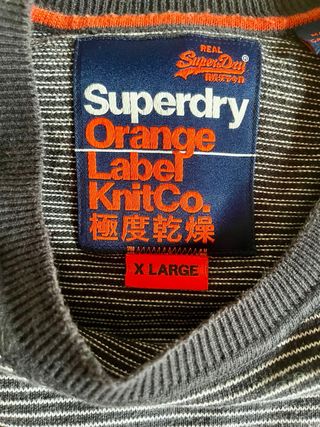 REAL
Superdry
Superdry
Orange
Label
KnitCo.
極度乾燥
X LARGE